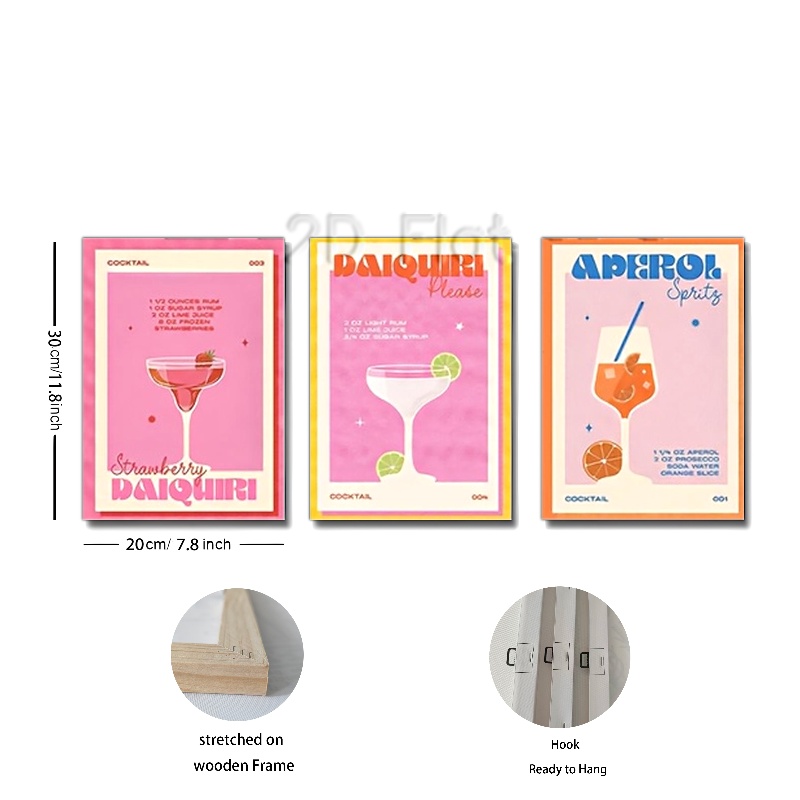 2D Flat
COCKTAIL 003
1 1/2 OUNCES RUM
1 OZ SUGAR SYRUP
2 OZ LIME JUICE
6 OZ FROZEN
STRAWBERRIES
Strawberry
DAIQUIRI
DAIQUIRI
Please
2 OZ LIGHT RUM
1 OZ LIME JUICE
3/4 OZ SUGAR SYRUP
COCKTAIL 004
APEROL
Spritz
1 1/4 OZ APEROL
2 OZ PROSECCO
SODA WATER
ORANGE SLICE
COCKTAIL 001
30cm/11.8inch
20cm/ 7.8 inch
stretched on
wooden Frame
Hook
Ready to Hang